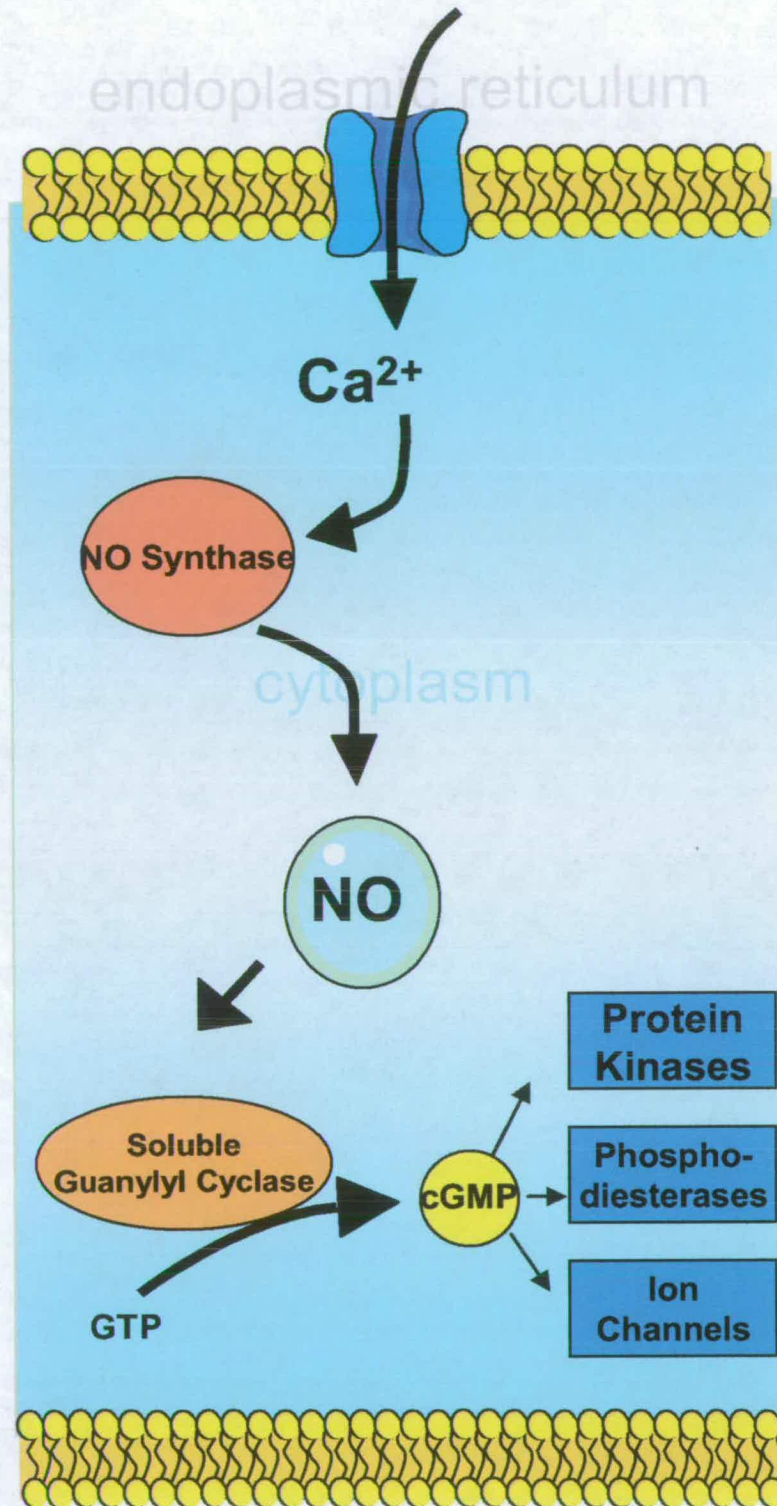 endoplasmic reticulum
Ca²⁺
NO Synthase
cytoplasm
NO
Protein
Kinases
Soluble
Guanylyl Cyclase
cGMP
Phospho-
diesterases
GTP
Ion
Channels